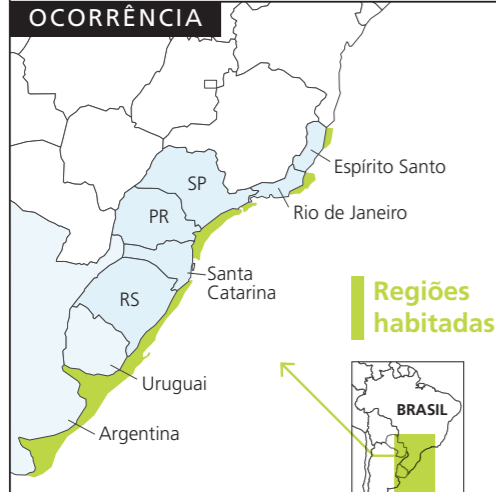 OCORRÊNCIA
Espírito Santo
SP
Rio de Janeiro
PR
Santa
Catarina
RS
Regiões
habitadas
Uruguai
BRASIL
Argentina